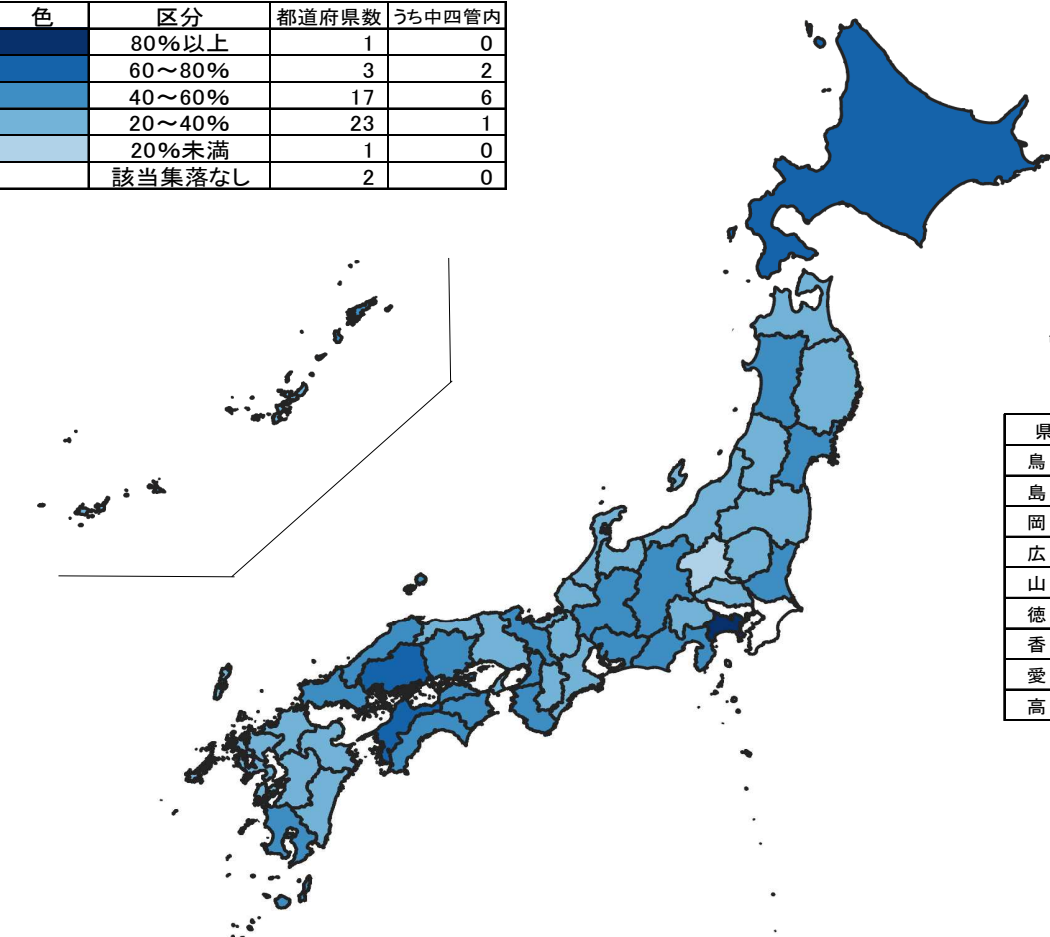 色 区分 都道府県数 うち中四管内
80%以上 1 0
60～80% 3 2
40～60% 17 6
20～40% 23 1
20%未満 1 0
該当集落なし 2 0
県
鳥
島
岡
広
山
徳
香
愛
高